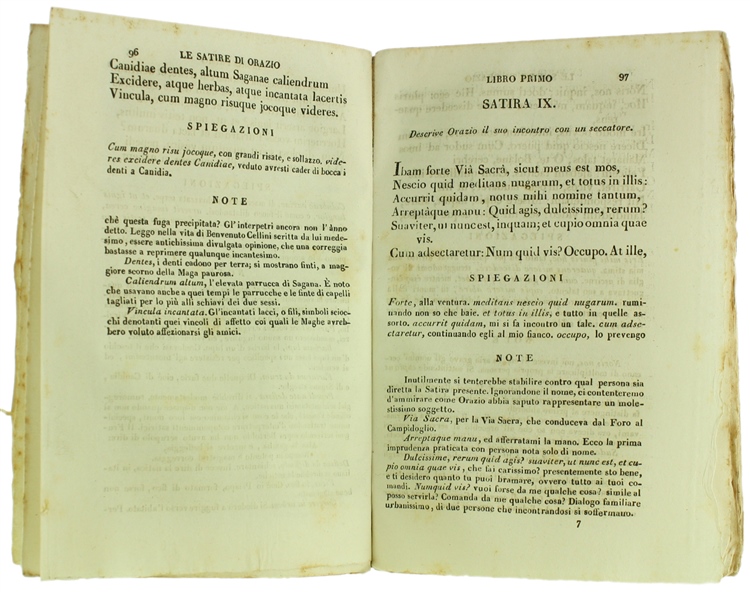 96 LE SATIRE DI ORAZIO
Canidiae dentes, altum Saganae caliendrum
Excidere, atque herbas, atque incantata lacertis
Vincula, cum magno risuque jocoque videres.
SPIEGAZIONI
Cum magno risu jocoque, con grandi risate, e sollazzo. vide-
res excidere dentes Canidiae, veduto avresti cader di bocca i
denti a Canidia.
NOTE
chè questa fuga precipitata? Gl'interpetri ancora non l'ànno
detto. Leggo nella vita di Benvenuto Cellini scritta da lui mede-
simo, essere antichissima divulgata opinione, che una correggia
bastasse a reprimere qualunque incantesimo.
Dentes, i denti cadono per terra; si mostrano finti, a mag-
giore scorno della Maga paurosa.
Caliendrum altum, l'elevata parrucca di Sagana. È noto
che usavano anche a quei tempi le parrucche e le finte di capelli
tagliati per lo più alli schiavi dei due sessi.
Vincula incantata. Gl'incantati lacci, o fili, simboli scioc-
chi denotanti quei vincoli di affetto coi quali le Maghe avreb-
bero voluto affezionarsi gli amici.
LIBRO PRIMO 97
SATIRA IX.
Descrive Orazio il suo incontro con un seccatore.
Ibam forte Viâ Sacrâ, sicut meus est mos,
Nescio quid meditans nugarum, et totus in illis:
Accurrit quidam, notus mihi nomine tantum,
Arreptâque manu: Quid agis, dulcissime, rerum?
Suaviter, ut nunc est, inquam; et cupio omnia quae
vis.
Cum adsectaretur: Num quid vis? Occupo. At ille,
SPIEGAZIONI
Forte, alla ventura. meditans nescio quid nugarum. rumi-
nando non so che baie. et totus in illis, e tutto in quelle as-
sorto. accurrit quidam, mi si fa incontro un tale. cum adse-
ctaretur, continuando egli al mio fianco. occupo, lo prevengo
NOTE
Inutilmente si tenterebbe stabilire contro qual persona sia
diretta la Satira presente. Ignorandone il nome, ci contenteremo
d'ammirare come Orazio abbia saputo rappresentare un mole-
stissimo soggetto.
Via Sacra, per la Via Sacra, che conduceva dal Foro al
Campidoglio.
Arreptaque manu, ed afferratami la mano. Ecco la prima
imprudenza praticata con persona nota solo di nome.
Dulcissime, rerum quid agis? suaviter, ut nunc est, et cu-
pio omnia quae vis, che fai carissimo? presentemente sto bene,
e ti desidero quanto tu puoi bramare, ovvero tutto ai tuoi co-
mandi. Numquid vis? vuoi forse da me qualche cosa? simile al
posso servirla? Comanda da me qualche cosa? Dialogo familiare
urbanissimo, di due persone che incontrandosi si soffermano.
7